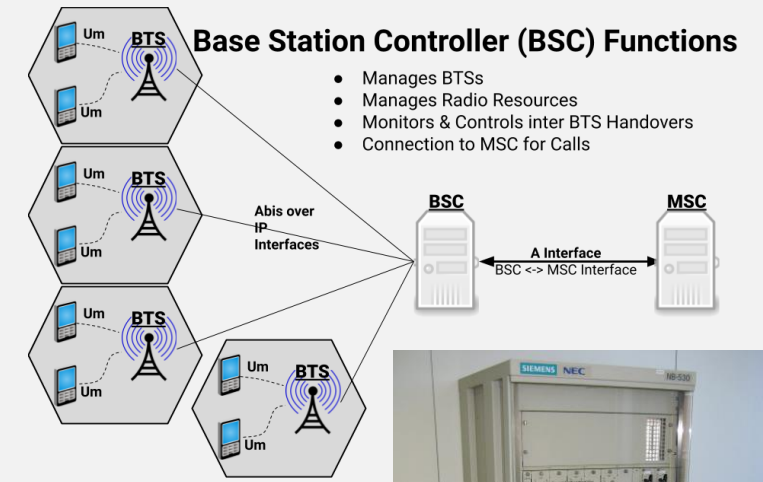 Base Station Controller (BSC) Functions
● Manages BTSs
● Manages Radio Resources
● Monitors & Controls inter BTS Handovers
● Connection to MSC for Calls
Um
BTS
Um
Um
BTS
Um
Um
BTS
Um
Um
BTS
Um
Abis over
IP
Interfaces
BSC
MSC
A Interface
BSC <-> MSC Interface
SIEMENS NEC
NB-530